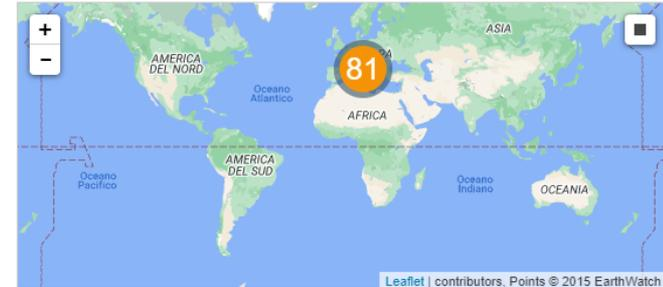 +
−
ASIA
AMERICA
DEL NORD
81
PA
Oceano
Atlantico
AFRICA
AMERICA
DEL SUD
Oceano
Pacifico
Oceano
Indiano
OCEANIA
Leaflet | contributors, Points © 2015 EarthWatch